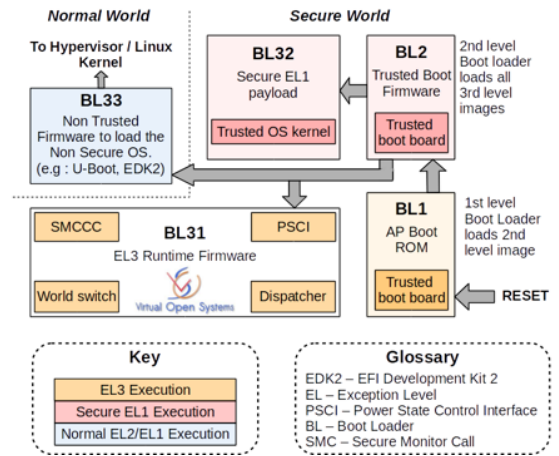 Normal World
Secure World
To Hypervisor / Linux
Kernel
BL33
Non Trusted
Firmware to load the
Non Secure OS.
(e.g : U-Boot, EDK2)
BL32
Secure EL1
payload
Trusted OS kernel
BL2
Trusted Boot
Firmware
Trusted
boot board
2nd level
Boot loader
loads all
3rd level
images
BL31
EL3 Runtime Firmware
SMCCC
PSCI
World switch
Virtual Open Systems
Dispatcher
BL1
AP Boot
ROM
Trusted
boot board
1st level
Boot Loader
loads 2nd
level image
RESET
Key
EL3 Execution
Secure EL1 Execution
Normal EL2/EL1 Execution
Glossary
EDK2 – EFI Development Kit 2
EL – Exception Level
PSCI – Power State Control Interface
BL – Boot Loader
SMC – Secure Monitor Call